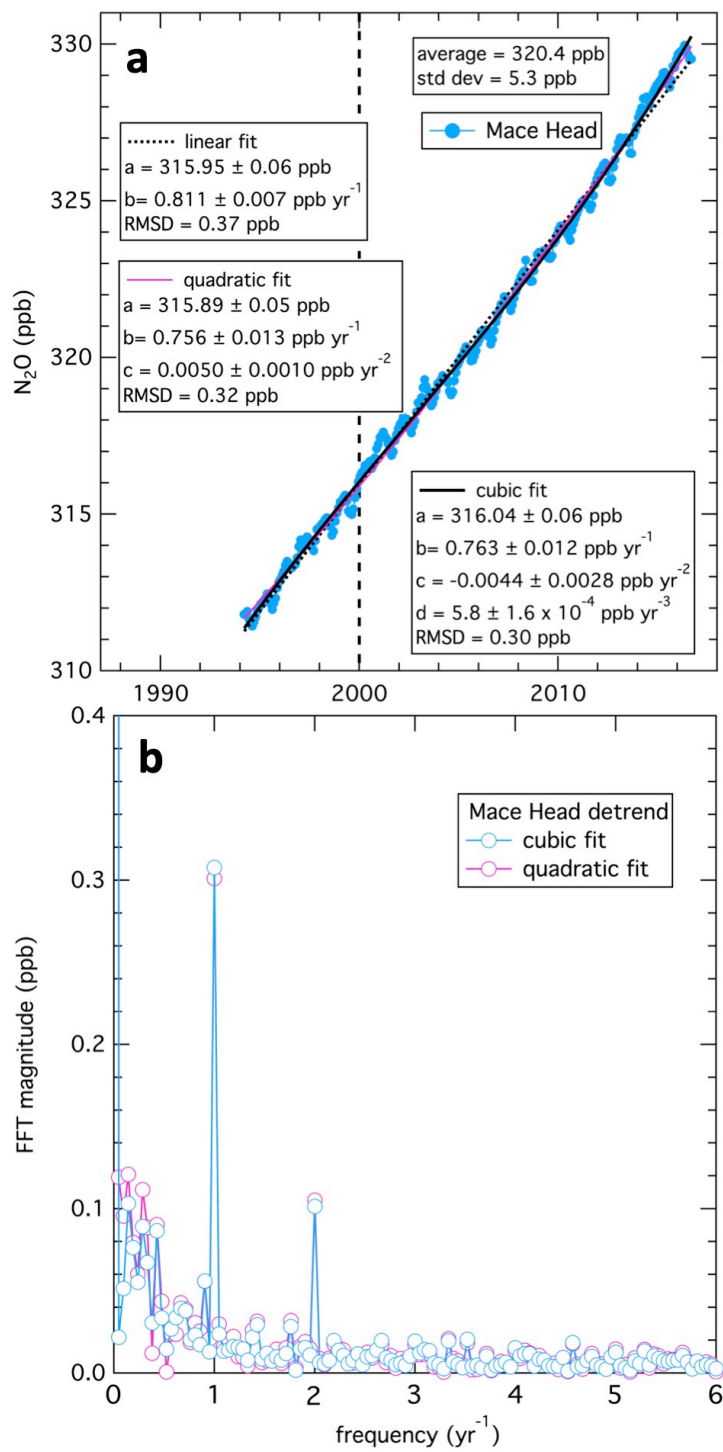 a
average = 320.4 ppb
std dev = 5.3 ppb
Mace Head
linear fit
a = 315.95 ± 0.06 ppb
b= 0.811 ± 0.007 ppb yr⁻¹
RMSD = 0.37 ppb
quadratic fit
a = 315.89 ± 0.05 ppb
b= 0.756 ± 0.013 ppb yr⁻¹
c = 0.0050 ± 0.0010 ppb yr⁻²
RMSD = 0.32 ppb
cubic fit
a = 316.04 ± 0.06 ppb
b= 0.763 ± 0.012 ppb yr⁻¹
c = -0.0044 ± 0.0028 ppb yr⁻²
d = 5.8 ± 1.6 x 10⁻⁴ ppb yr⁻³
RMSD = 0.30 ppb
N₂O (ppb)
330
325
320
315
310
1990 2000 2010
b
Mace Head detrend
cubic fit
quadratic fit
FFT magnitude (ppb)
0.4
0.3
0.2
0.1
0.0
0 1 2 3 4 5 6
frequency (yr⁻¹)